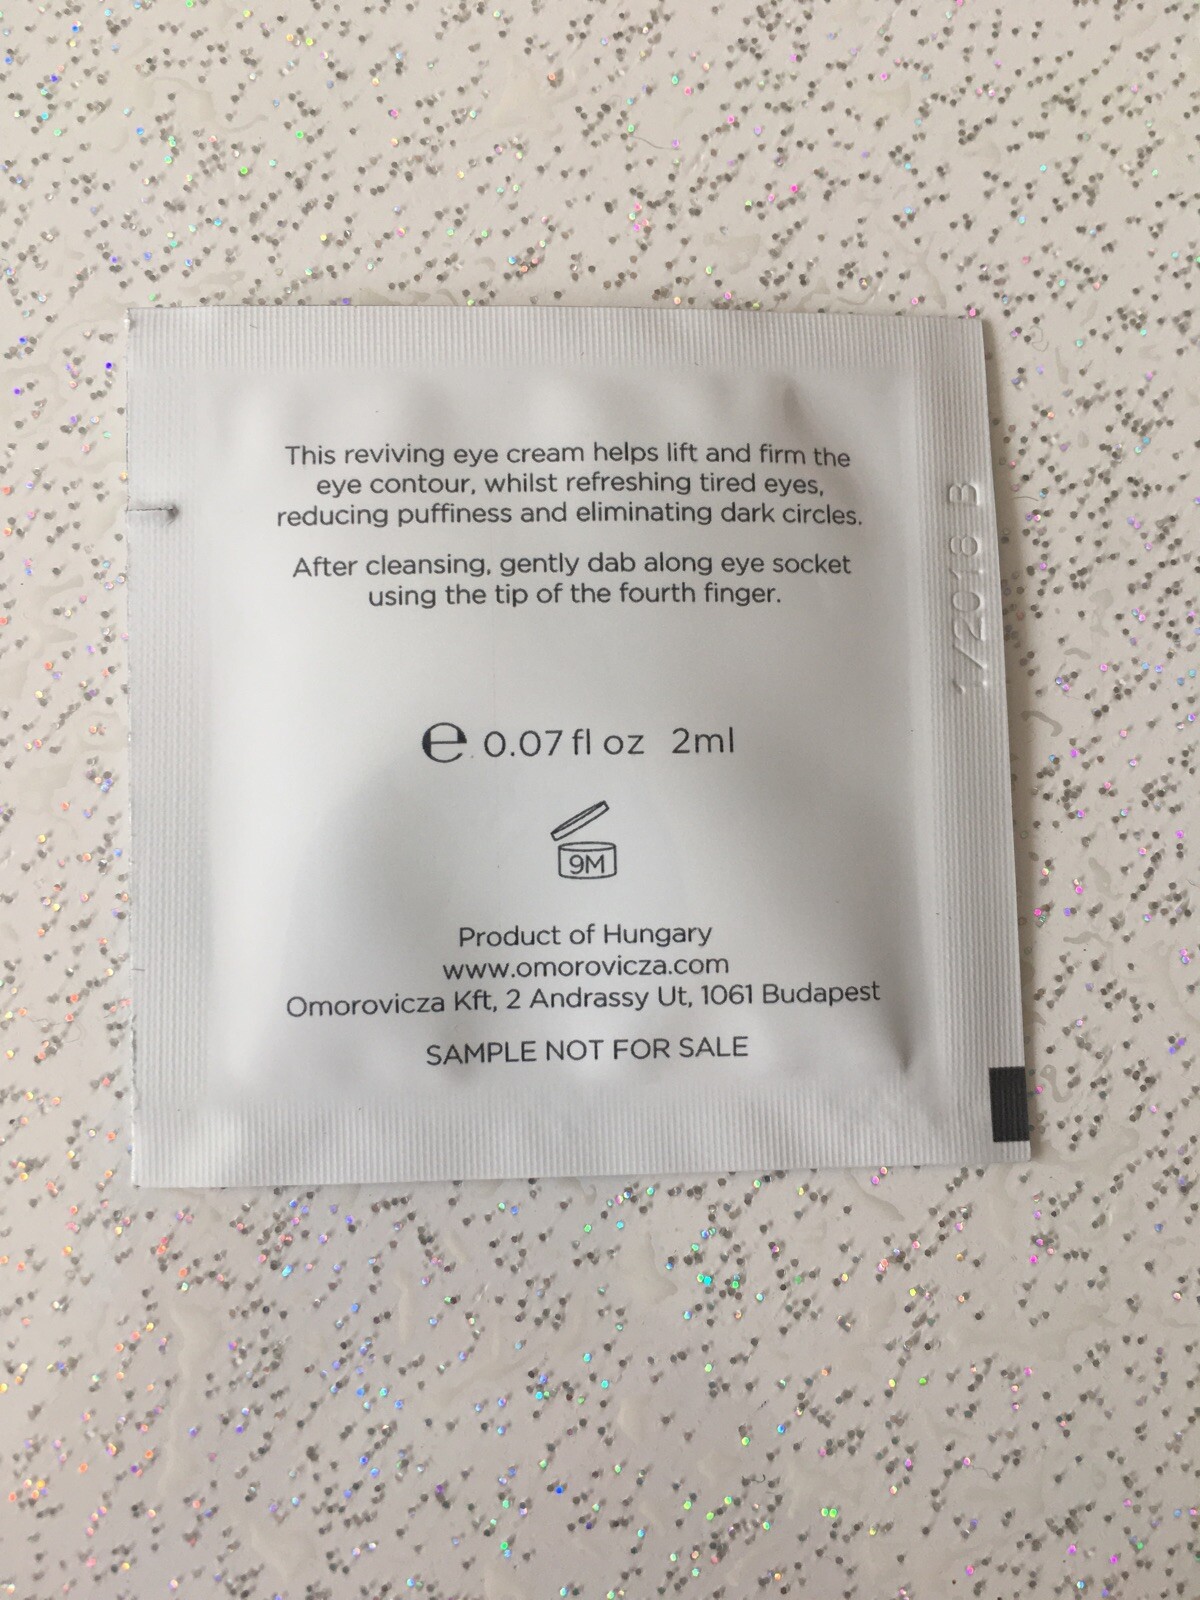 This reviving eye cream helps lift and firm the
eye contour, whilst refreshing tired eyes,
reducing puffiness and eliminating dark circles.
After cleansing, gently dab along eye socket
using the tip of the fourth finger.
e 0.07 fl oz 2ml
9M
Product of Hungary
www.omorovicza.com
Omorovicza Kft, 2 Andrassy Ut, 1061 Budapest
SAMPLE NOT FOR SALE
1/2018 B